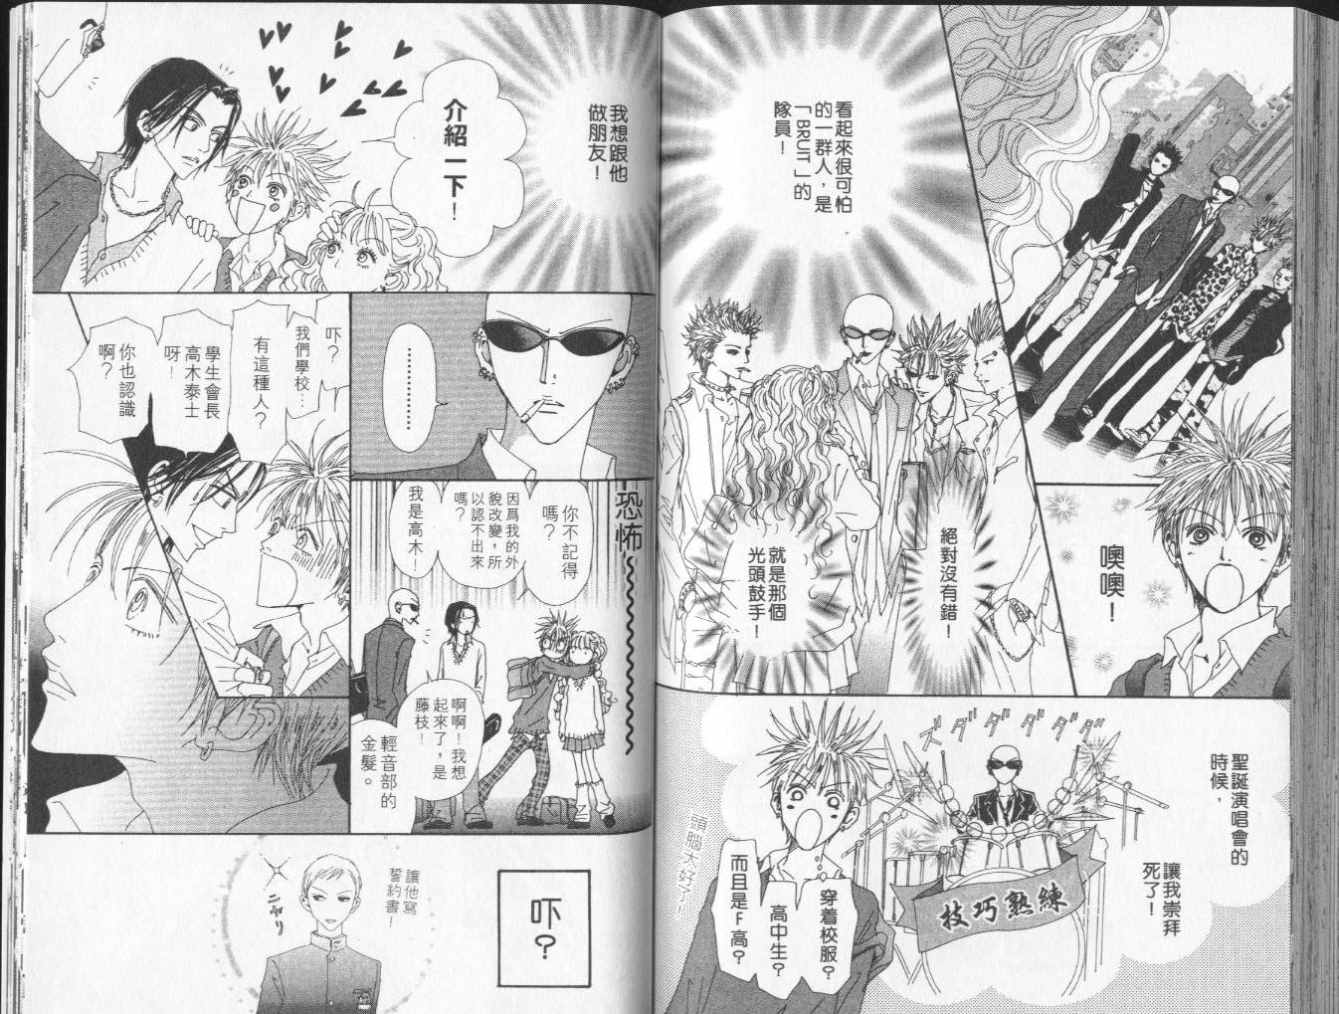 看起來很可怕
的一群人，是
「BRUIT」的
隊員！
噢噢！
絕對沒有錯！
就是那個
光頭鼓手！
聖誕演唱會的
時候，
讓我崇拜
死了！
ズダダダダ
技巧熟練
穿着校服？
高中生？
而且是F高？
頭腦太好了！
我想跟他
做朋友！
介紹一下！
…………
吓？
我們學校…
有這種人？
學生會長
高木泰士
呀！
你也認識
啊？
恐怖～
你不記得
嗎？
因爲我的外
貌改變，所
以認不出來
嗎？
我是高木！
啊啊！我想
起來了，是
藤枝！
輕音部的
金髮。
吓？
讓他寫
誓約書！
ニヤリ